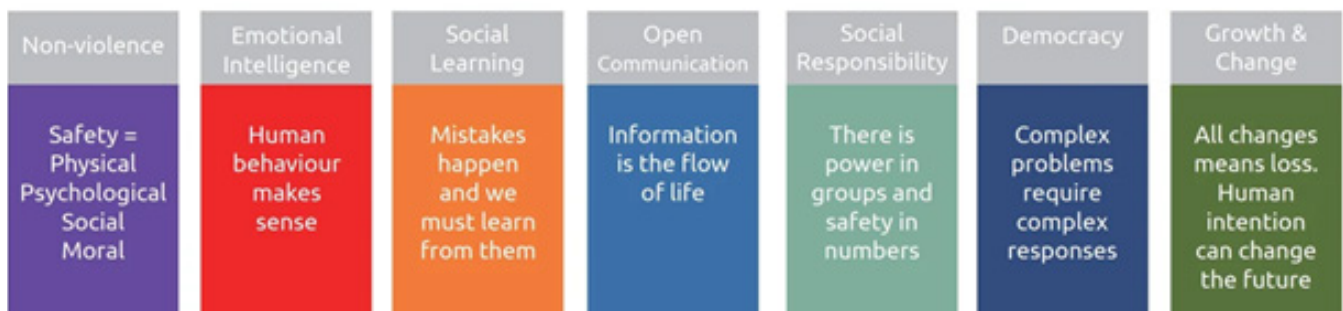 Non-violence
Safety =
Physical
Psychological
Social
Moral
Emotional
Intelligence
Human
behaviour
makes
sense
Social
Learning
Mistakes
happen
and we
must learn
from them
Open
Communication
Information
is the flow
of life
Social
Responsibility
There is
power in
groups and
safety in
numbers
Democracy
Complex
problems
require
complex
responses
Growth &
Change
All changes
means loss.
Human
intention
can change
the future